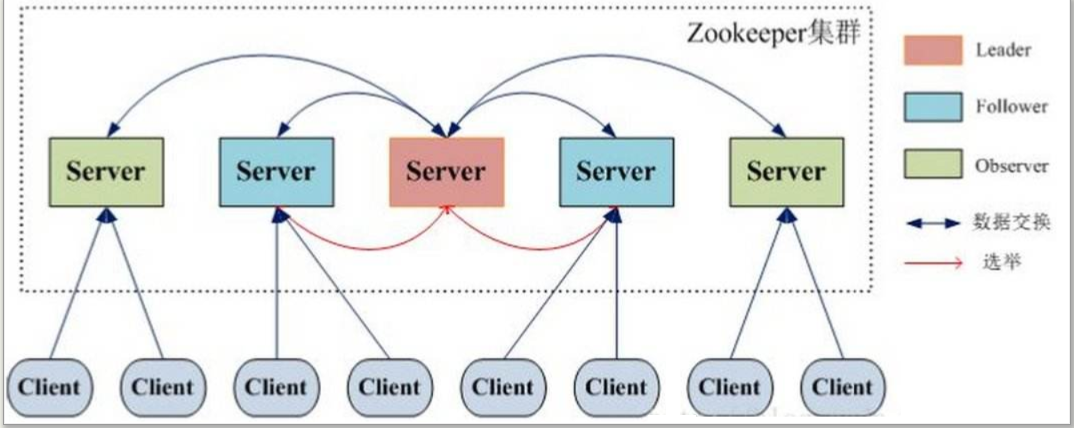 Zookeeper集群
Leader
Follower
Server Server Server Server Server
Observer
数据交换
选举
Client Client Client Client Client Client Client Client